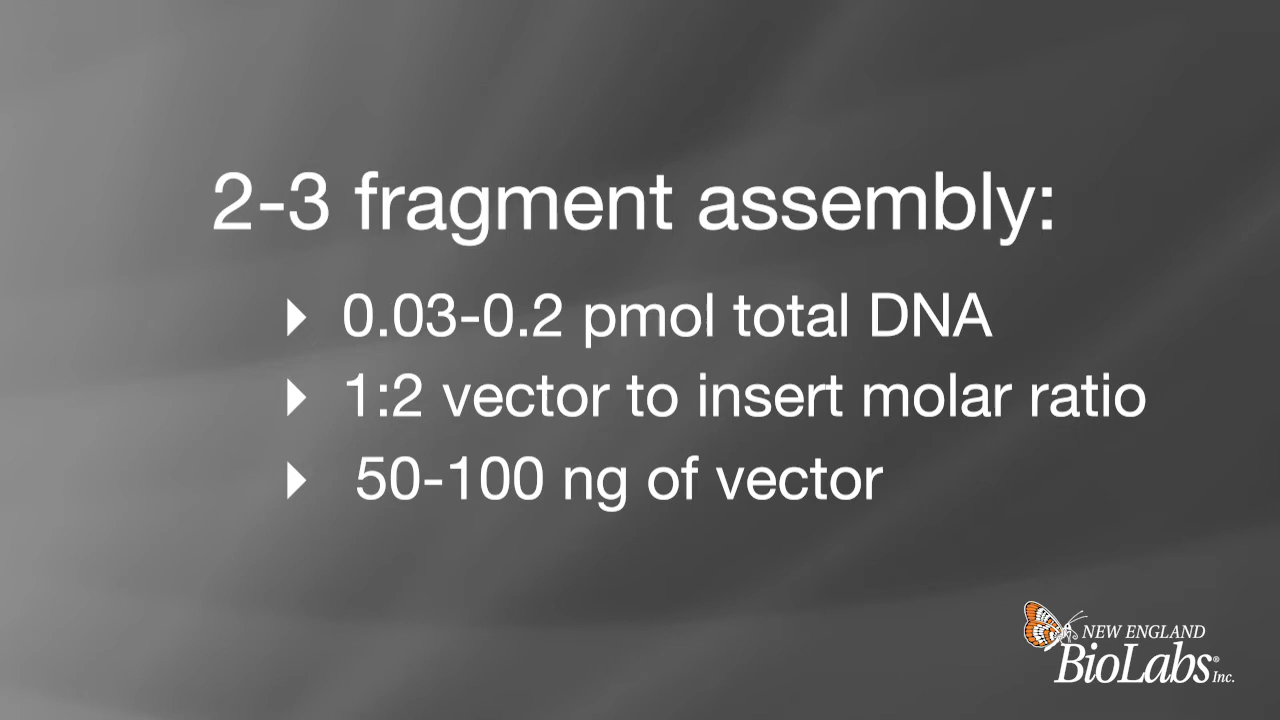 2-3 fragment assembly:
0.03-0.2 pmol total DNA
1:2 vector to insert molar ratio
50-100 ng of vector
NEW ENGLAND
BioLabs® Inc.